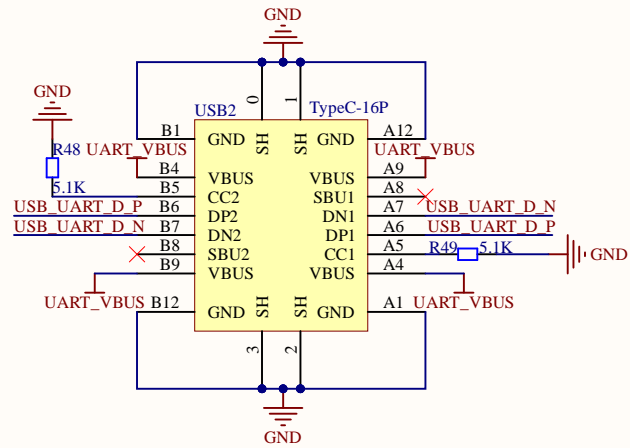 GND
GND
USB2
TypeC-16P
0
1
B1
GND
SH
SH
GND
A12
R48
UART_VBUS
UART_VBUS
B4
VBUS
VBUS
A9
5.1K
B5
CC2
SBU1
A8
USB_UART_D_P
B6
DP2
DN1
A7
USB_UART_D_N
USB_UART_D_N
B7
DN2
DP1
A6
USB_UART_D_P
B8
SBU2
CC1
A5
R49
5.1K
GND
B9
VBUS
VBUS
A4
UART_VBUS
UART_VBUS
B12
GND
SH
SH
GND
A1
3
2
GND